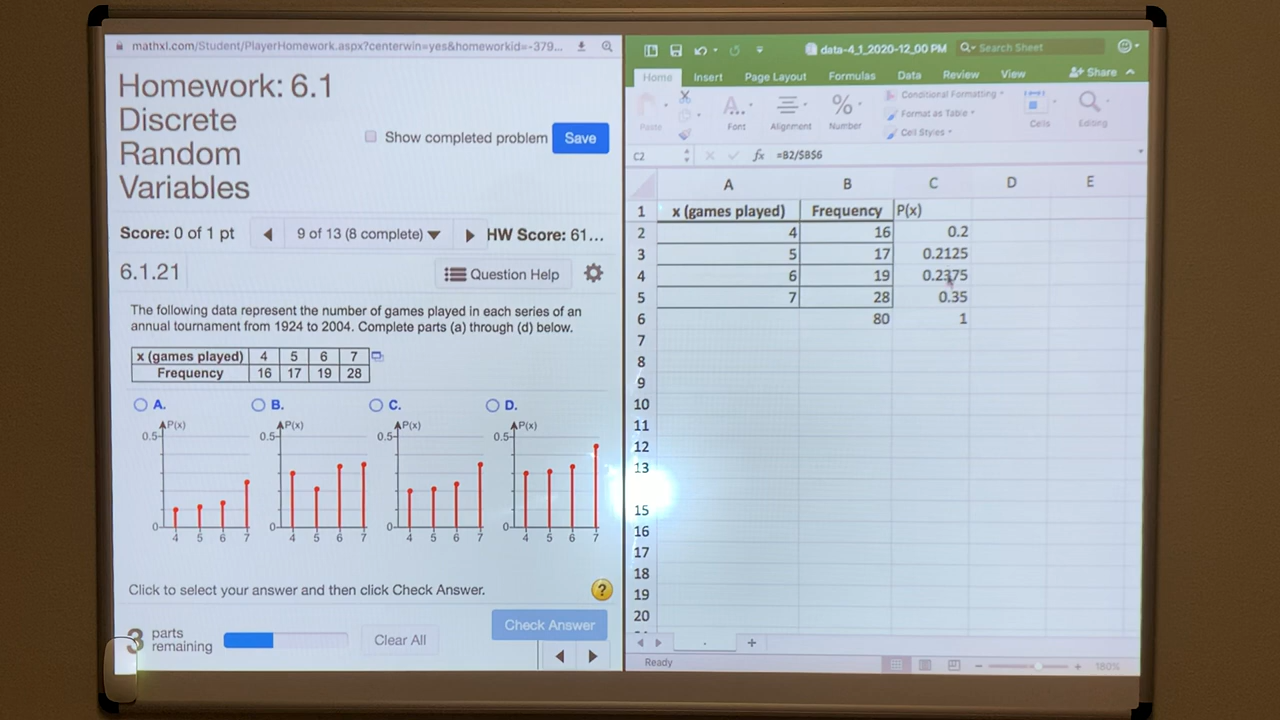 mathxl.com/Student/PlayerHomework.aspx?centerwin=yes&homeworkid=-379...
Homework: 6.1
Discrete
Random
Variables
Show completed problem
Save
Score: 0 of 1 pt
9 of 13 (8 complete)
HW Score: 61...
6.1.21
Question Help
The following data represent the number of games played in each series of an
annual tournament from 1924 to 2004. Complete parts (a) through (d) below.
x (games played) 4 5 6 7
Frequency 16 17 19 28
A. B. C. D.
P(x) P(x) P(x) P(x)
0.5 0.5 0.5 0.5
0 0 0 0
4 5 6 7 4 5 6 7 4 5 6 7 4 5 6 7
Click to select your answer and then click Check Answer.
?
3 parts
remaining
Clear All
Check Answer
data-4_1_2020-12_00 PM
Search Sheet
Home Insert Page Layout Formulas Data Review View
Share
Paste
Font
Alignment
%
Number
Conditional Formatting
Format as Table
Cell Styles
Cells
Editing
C2 fx =B2/$B$6
A B C D E
1 x (games played) Frequency P(x)
2 4 16 0.2
3 5 17 0.2125
4 6 19 0.2375
5 7 28 0.35
6 80 1
7
8
9
10
11
12
13
15
16
17
18
19
20
Ready
180%